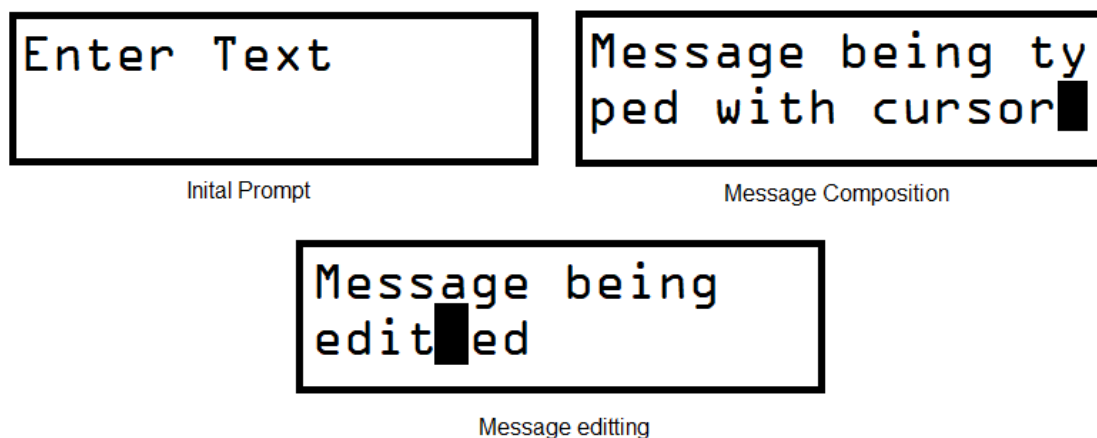 Enter Text
Inital Prompt
Message being ty
ped with cursor
Message Composition
Message being
edit ed
Message editting